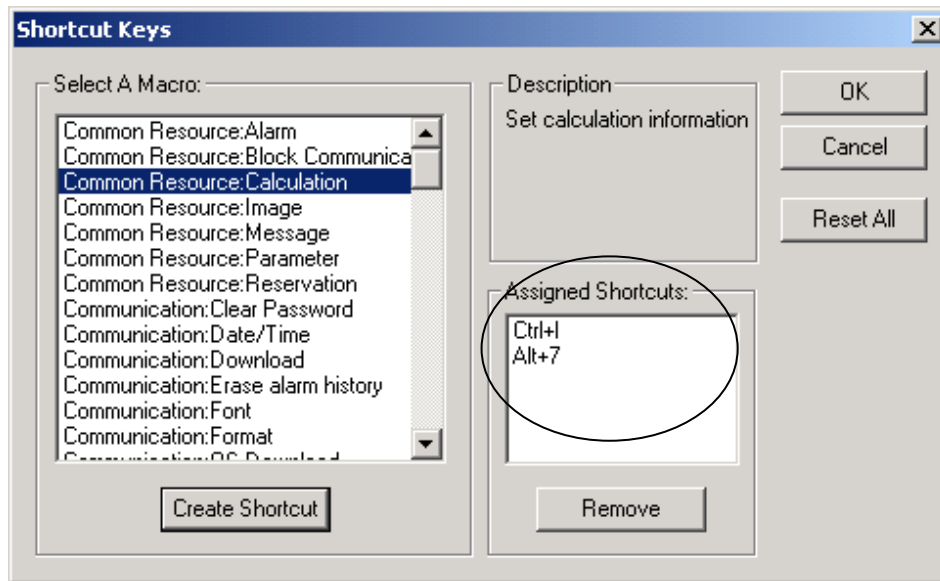 Shortcut Keys
Select A Macro:
Common Resource:Alarm
Common Resource:Block Communica
Common Resource:Calculation
Common Resource:Image
Common Resource:Message
Common Resource:Parameter
Common Resource:Reservation
Communication:Clear Password
Communication:Date/Time
Communication:Download
Communication:Erase alarm history
Communication:Font
Communication:Format
Communication:OS Download
Create Shortcut
Description
Set calculation information
Assigned Shortcuts:
Ctrl+I
Alt+7
Remove
OK
Cancel
Reset All